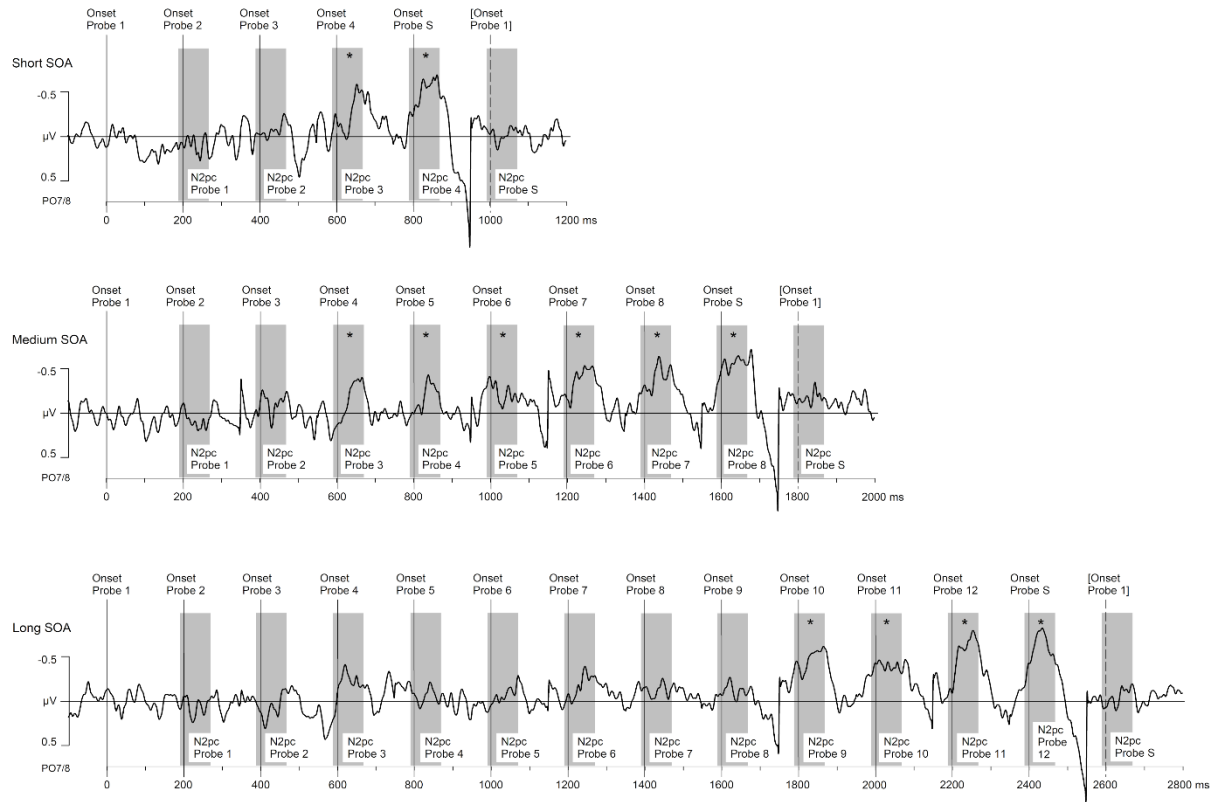 Onset Onset Onset Onset Onset [Onset
Probe 1 Probe 2 Probe 3 Probe 4 Probe S Probe 1]
* *
Short SOA
-0.5
µV
0.5
N2pc N2pc N2pc N2pc N2pc
Probe 1 Probe 2 Probe 3 Probe 4 Probe S
PO7/8
0 200 400 600 800 1000 1200 ms
Onset Onset Onset Onset Onset Onset Onset Onset Onset [Onset
Probe 1 Probe 2 Probe 3 Probe 4 Probe 5 Probe 6 Probe 7 Probe 8 Probe S Probe 1]
* * * * * *
Medium SOA
-0.5
µV
0.5
N2pc N2pc N2pc N2pc N2pc N2pc N2pc N2pc N2pc
Probe 1 Probe 2 Probe 3 Probe 4 Probe 5 Probe 6 Probe 7 Probe 8 Probe S
PO7/8
0 200 400 600 800 1000 1200 1400 1600 1800 2000 ms
Onset Onset Onset Onset Onset Onset Onset Onset Onset Onset Onset Onset Onset [Onset
Probe 1 Probe 2 Probe 3 Probe 4 Probe 5 Probe 6 Probe 7 Probe 8 Probe 9 Probe 10 Probe 11 Probe 12 Probe S Probe 1]
* * * *
Long SOA
-0.5
µV
0.5
N2pc N2pc N2pc N2pc N2pc N2pc N2pc N2pc N2pc N2pc N2pc N2pc N2pc
Probe 1 Probe 2 Probe 3 Probe 4 Probe 5 Probe 6 Probe 7 Probe 8 Probe 9 Probe 10 Probe 11 Probe 12 Probe S
PO7/8
0 200 400 600 800 1000 1200 1400 1600 1800 2000 2200 2400 2600 2800 ms